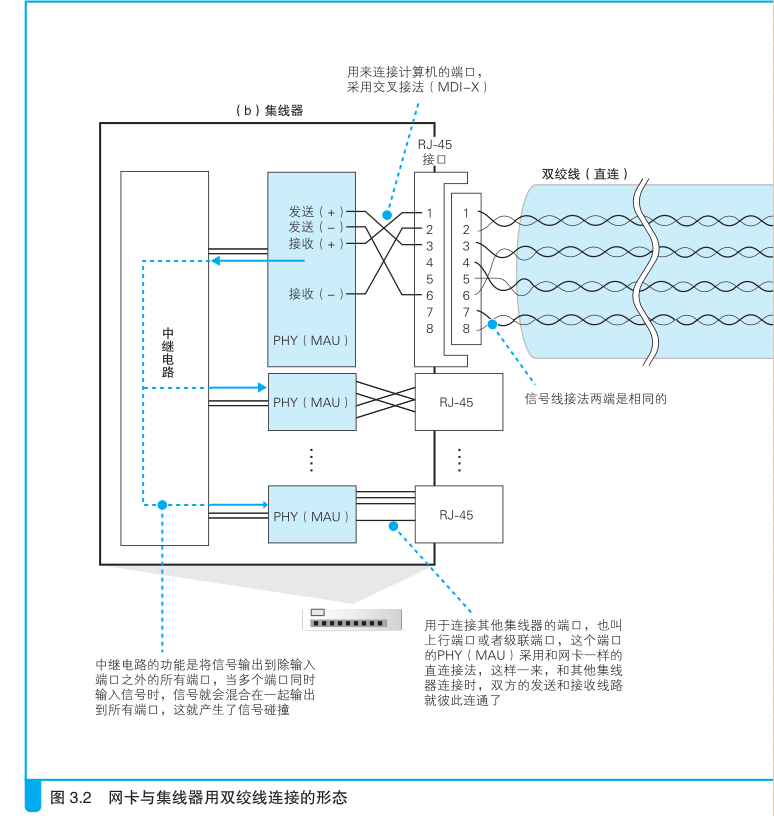 用来连接计算机的端口，
采用交叉接法（MDI–X）
（b）集线器
RJ-45
接口
双绞线（直连）
发送（+）
发送（−）
接收（+）
接收（−）
PHY（MAU）
1
2
3
4
5
6
7
8
1
2
3
4
5
6
7
8
中继电路
PHY（MAU）
RJ-45
信号线接法两端是相同的
PHY（MAU）
RJ-45
中继电路的功能是将信号输出到除输入
端口之外的所有端口，当多个端口同时
输入信号时，信号就会混合在一起输出
到所有端口，这就产生了信号碰撞
用于连接其他集线器的端口，也叫
上行端口或者级联端口，这个端口
的PHY（MAU）采用和网卡一样的
直连接法，这样一来，和其他集线
器连接时，双方的发送和接收线路
就彼此连通了
图 3.2 网卡与集线器用双绞线连接的形态